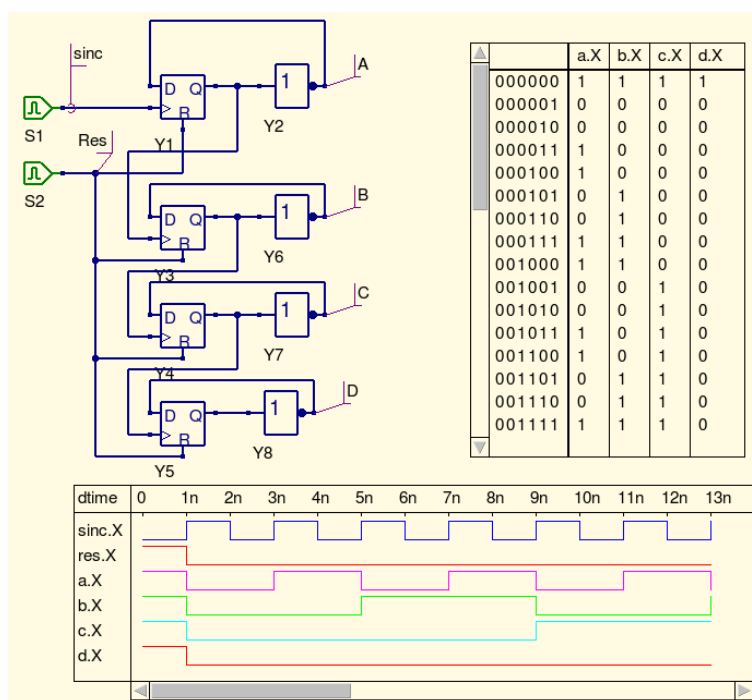 sinc
A
D Q
R
1
S1
Y1
Y2
Res
S2
B
D Q
R
1
Y3
Y6
C
D Q
R
1
Y4
Y7
D
D Q
R
1
Y5
Y8
a.X b.X c.X d.X
000000 1 1 1 1
000001 0 0 0 0
000010 0 0 0 0
000011 1 0 0 0
000100 1 0 0 0
000101 0 1 0 0
000110 0 1 0 0
000111 1 1 0 0
001000 1 1 0 0
001001 0 0 1 0
001010 0 0 1 0
001011 1 0 1 0
001100 1 0 1 0
001101 0 1 1 0
001110 0 1 1 0
001111 1 1 1 0
dtime 0 1n 2n 3n 4n 5n 6n 7n 8n 9n 10n 11n 12n 13n
sinc.X
res.X
a.X
b.X
c.X
d.X